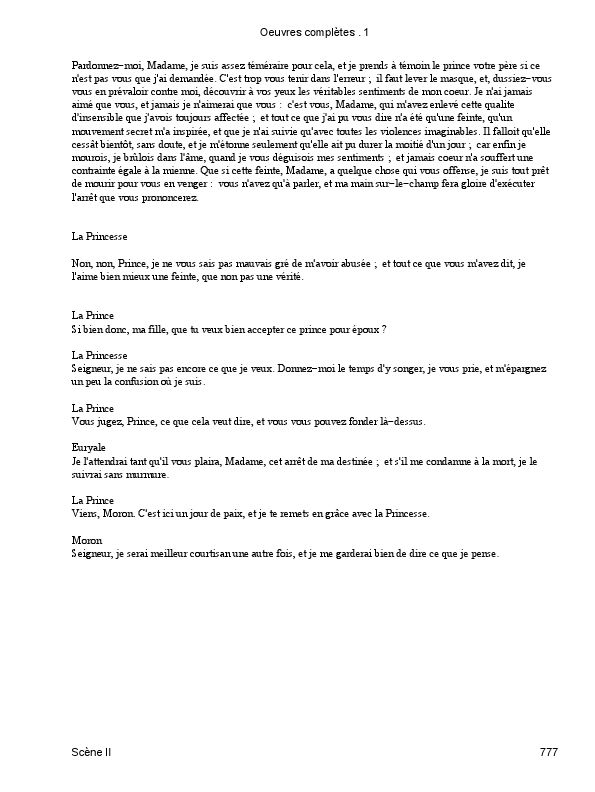 Oeuvres complètes . 1
Pardonnez−moi, Madame, je suis assez téméraire pour cela, et je prends à témoin le prince votre père si ce
n'est pas vous que j'ai demandée. C'est trop vous tenir dans l'erreur ; il faut lever le masque, et, dussiez−vous
vous en prévaloir contre moi, découvrir à vos yeux les véritables sentiments de mon coeur. Je n'ai jamais
aimé que vous, et jamais je n'aimerai que vous : c'est vous, Madame, qui m'avez enlevé cette qualite
d'insensible que j'avois toujours affectée ; et tout ce que j'ai pu vous dire n'a été qu'une feinte, qu'un
mouvement secret m'a inspirée, et que je n'ai suivie qu'avec toutes les violences imaginables. Il falloit qu'elle
cessât bientôt, sans doute, et je m'étonne seulement qu'elle ait pu durer la moitié d'un jour ; car enfin je
mourois, je brûlois dans l'âme, quand je vous déguisois mes sentiments ; et jamais coeur n'a souffert une
contrainte égale à la mienne. Que si cette feinte, Madame, a quelque chose qui vous offense, je suis tout prêt
de mourir pour vous en venger : vous n'avez qu'à parler, et ma main sur−le−champ fera gloire d'exécuter
l'arrêt que vous prononcerez.
La Princesse
Non, non, Prince, je ne vous sais pas mauvais gré de m'avoir abusée ; et tout ce que vous m'avez dit, je
l'aime bien mieux une feinte, que non pas une vérité.
La Prince
Si bien donc, ma fille, que tu veux bien accepter ce prince pour époux ?
La Princesse
Seigneur, je ne sais pas encore ce que je veux. Donnez−moi le temps d'y songer, je vous prie, et m'épargnez
un peu la confusion où je suis.
La Prince
Vous jugez, Prince, ce que cela veut dire, et vous vous pouvez fonder là−dessus.
Euryale
Je l'attendrai tant qu'il vous plaira, Madame, cet arrêt de ma destinée ; et s'il me condamne à la mort, je le
suivrai sans murmure.
La Prince
Viens, Moron. C'est ici un jour de paix, et je te remets en grâce avec la Princesse.
Moron
Seigneur, je serai meilleur courtisan une autre fois, et je me garderai bien de dire ce que je pense.
Scène II
777